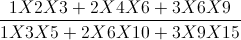 1X2X3 + 2X4X6 + 3X6X9
1X3X5 + 2X6X10 + 3X9X15